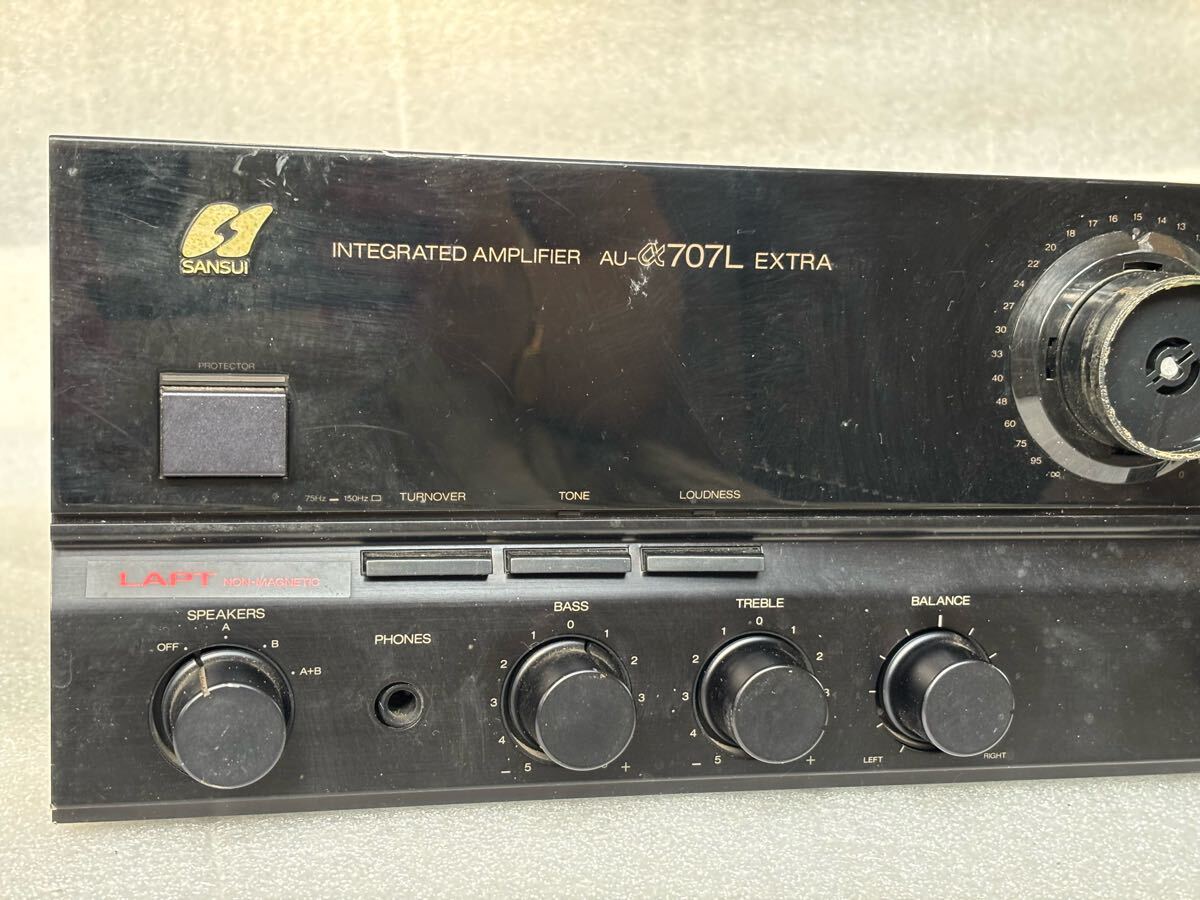 SANSUI
INTEGRATED AMPLIFIER AU-α707L EXTRA
PROTECTOR
75Hz 150Hz TURNOVER
TONE
LOUDNESS
13
14
15
16
17
18
20
22
24
27
30
33
40
48
60
75
95
∞
0
LAPT NON-MAGNETIC
SPEAKERS
OFF
A
B
A+B
PHONES
BASS
5 4 3 2 1 0 1 2 3
− +
TREBLE
5 4 3 2 1 0 1 2 3
− +
BALANCE
LEFT
RIGHT